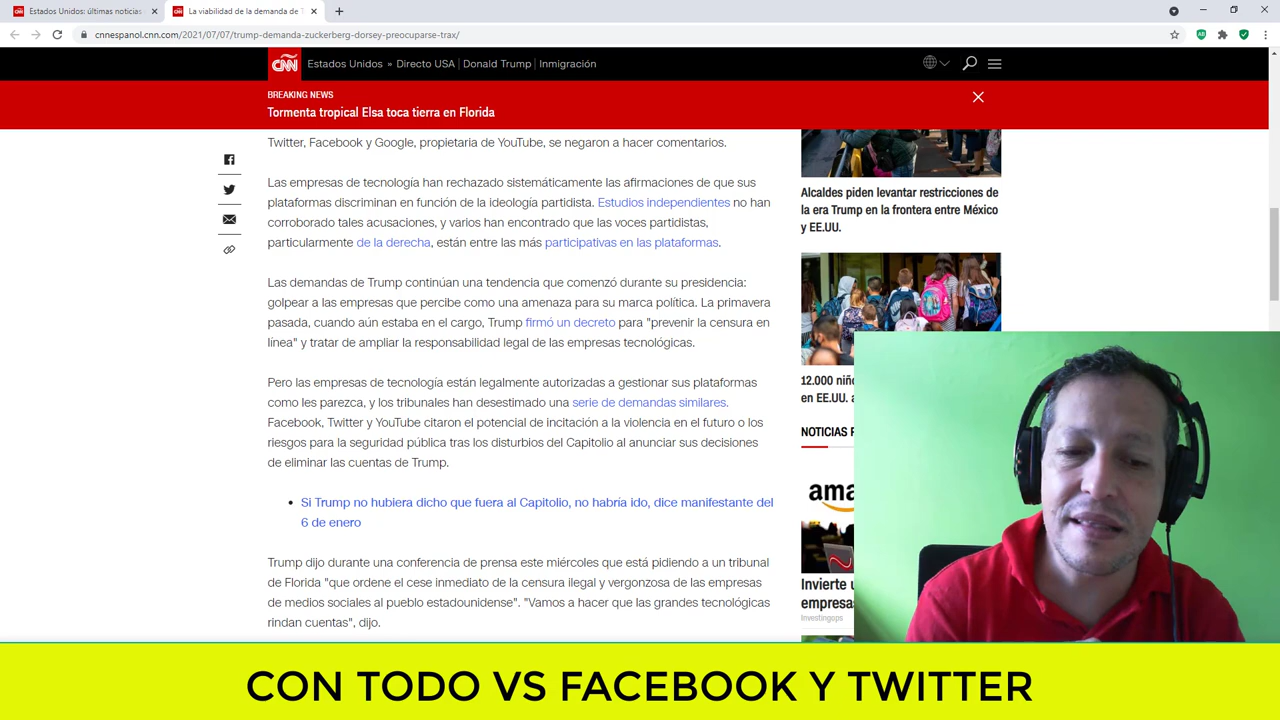 Estados Unidos: últimas noticias
La viabilidad de la demanda de T
cnnespanol.cnn.com/2021/07/07/trump-demanda-zuckerberg-dorsey-preocuparse-trax/
CNN
Estados Unidos » Directo USA | Donald Trump | Inmigración
BREAKING NEWS
Tormenta tropical Elsa toca tierra en Florida
Twitter, Facebook y Google, propietaria de YouTube, se negaron a hacer comentarios.
Las empresas de tecnología han rechazado sistemáticamente las afirmaciones de que sus
plataformas discriminan en función de la ideología partidista. Estudios independientes no han
corroborado tales acusaciones, y varios han encontrado que las voces partidistas,
particularmente de la derecha, están entre las más participativas en las plataformas.
Las demandas de Trump continúan una tendencia que comenzó durante su presidencia:
golpear a las empresas que percibe como una amenaza para su marca política. La primavera
pasada, cuando aún estaba en el cargo, Trump firmó un decreto para "prevenir la censura en
línea" y tratar de ampliar la responsabilidad legal de las empresas tecnológicas.
Pero las empresas de tecnología están legalmente autorizadas a gestionar sus plataformas
como les parezca, y los tribunales han desestimado una serie de demandas similares.
Facebook, Twitter y YouTube citaron el potencial de incitación a la violencia en el futuro o los
riesgos para la seguridad pública tras los disturbios del Capitolio al anunciar sus decisiones
de eliminar las cuentas de Trump.
• Si Trump no hubiera dicho que fuera al Capitolio, no habría ido, dice manifestante del
6 de enero
Trump dijo durante una conferencia de prensa este miércoles que está pidiendo a un tribunal
de Florida "que ordene el cese inmediato de la censura ilegal y vergonzosa de las empresas
de medios sociales al pueblo estadounidense". "Vamos a hacer que las grandes tecnológicas
rindan cuentas", dijo.
Alcaldes piden levantar restricciones de
la era Trump en la frontera entre México
y EE.UU.
12.000 niño
en EE.UU. a
NOTICIAS
ama
Invierte
empresas
Investingops
CON TODO VS FACEBOOK Y TWITTER